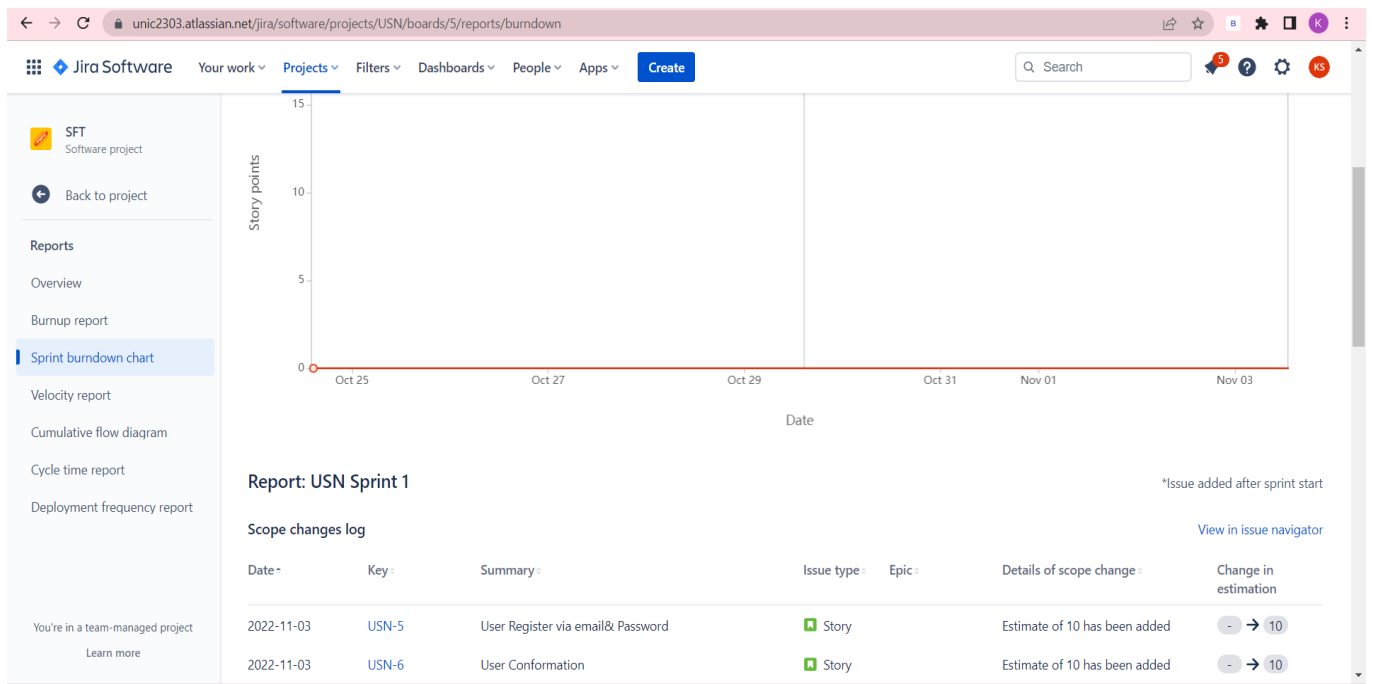 unic2303.atlassian.net/jira/software/projects/USN/boards/5/reports/burndown
B
K
Jira Software
Your work
Projects
Filters
Dashboards
People
Apps
Create
Search
5
KS
SFT
Software project
Back to project
Reports
Overview
Burnup report
Sprint burndown chart
Velocity report
Cumulative flow diagram
Cycle time report
Deployment frequency report
You're in a team-managed project
Learn more
Story points
15
10
5
0
Oct 25 Oct 27 Oct 29 Oct 31 Nov 01 Nov 03
Date
Report: USN Sprint 1
*Issue added after sprint start
Scope changes log
View in issue navigator
Date Key Summary Issue type Epic Details of scope change Change in
estimation
2022-11-03 USN-5 User Register via email& Password Story Estimate of 10 has been added - → 10
2022-11-03 USN-6 User Conformation Story Estimate of 10 has been added - → 10